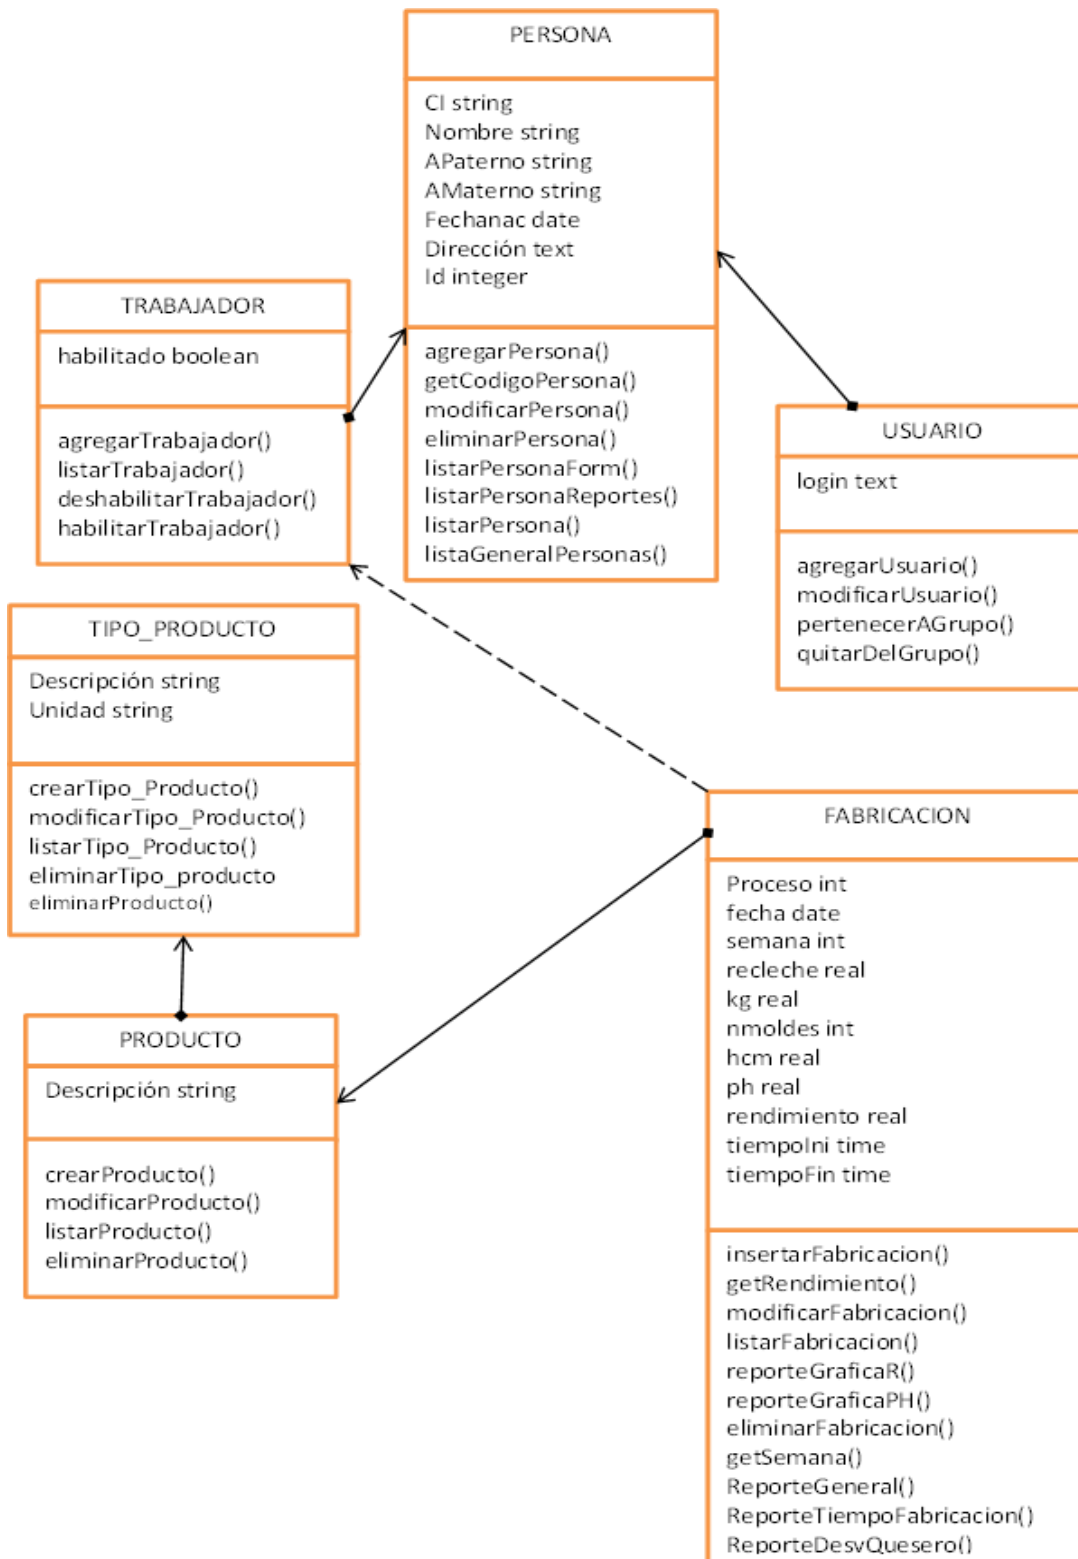 PERSONA
CI string
Nombre string
APaterno string
AMaterno string
Fechanac date
Dirección text
Id integer
agregarPersona()
getCodigoPersona()
modificarPersona()
eliminarPersona()
listarPersonaForm()
listarPersonaReportes()
listarPersona()
listaGeneralPersonas()
TRABAJADOR
habilitado boolean
agregarTrabajador()
listarTrabajador()
deshabilitarTrabajador()
habilitarTrabajador()
USUARIO
login text
agregarUsuario()
modificarUsuario()
pertenecerAGrupo()
quitarDelGrupo()
TIPO_PRODUCTO
Descripción string
Unidad string
crearTipo_Producto()
modificarTipo_Producto()
listarTipo_Producto()
eliminarTipo_producto
eliminarProducto()
PRODUCTO
Descripción string
crearProducto()
modificarProducto()
listarProducto()
eliminarProducto()
FABRICACION
Proceso int
fecha date
semana int
recleche real
kg real
nmoldes int
hcm real
ph real
rendimiento real
tiempoIni time
tiempoFin time
insertarFabricacion()
getRendimiento()
modificarFabricacion()
listarFabricacion()
reporteGraficaR()
reporteGraficaPH()
eliminarFabricacion()
getSemana()
ReporteGeneral()
ReporteTiempoFabricacion()
ReporteDesvQuesero()